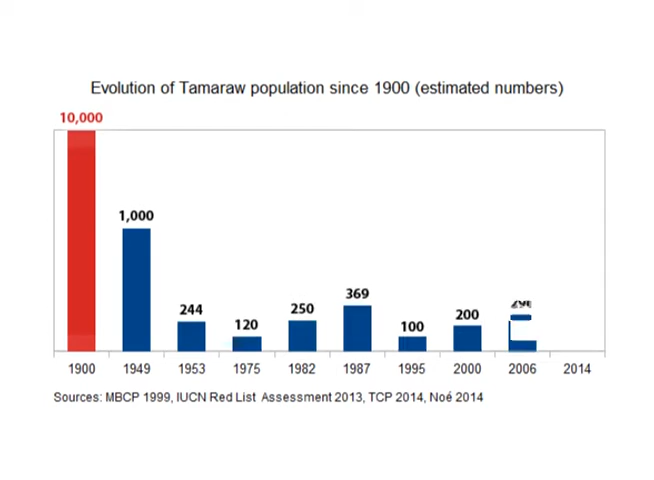 Evolution of Tamaraw population since 1900 (estimated numbers)
10,000
1,000
244
120
250
369
100
200
1900 1949 1953 1975 1982 1987 1995 2000 2006 2014
Sources: MBCP 1999, IUCN Red List Assessment 2013, TCP 2014, Noé 2014